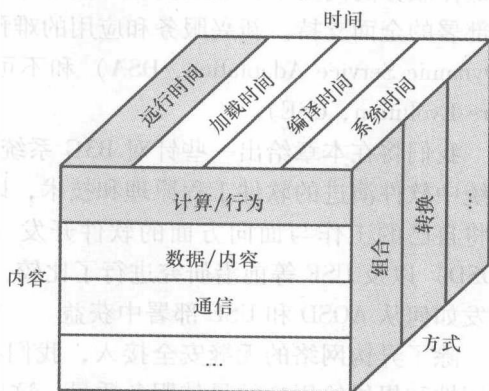 时间
远行时间
加载时间
编译时间
系统时间
计算/行为
数据/内容
通信
...
内容
组合
转换
...
方式